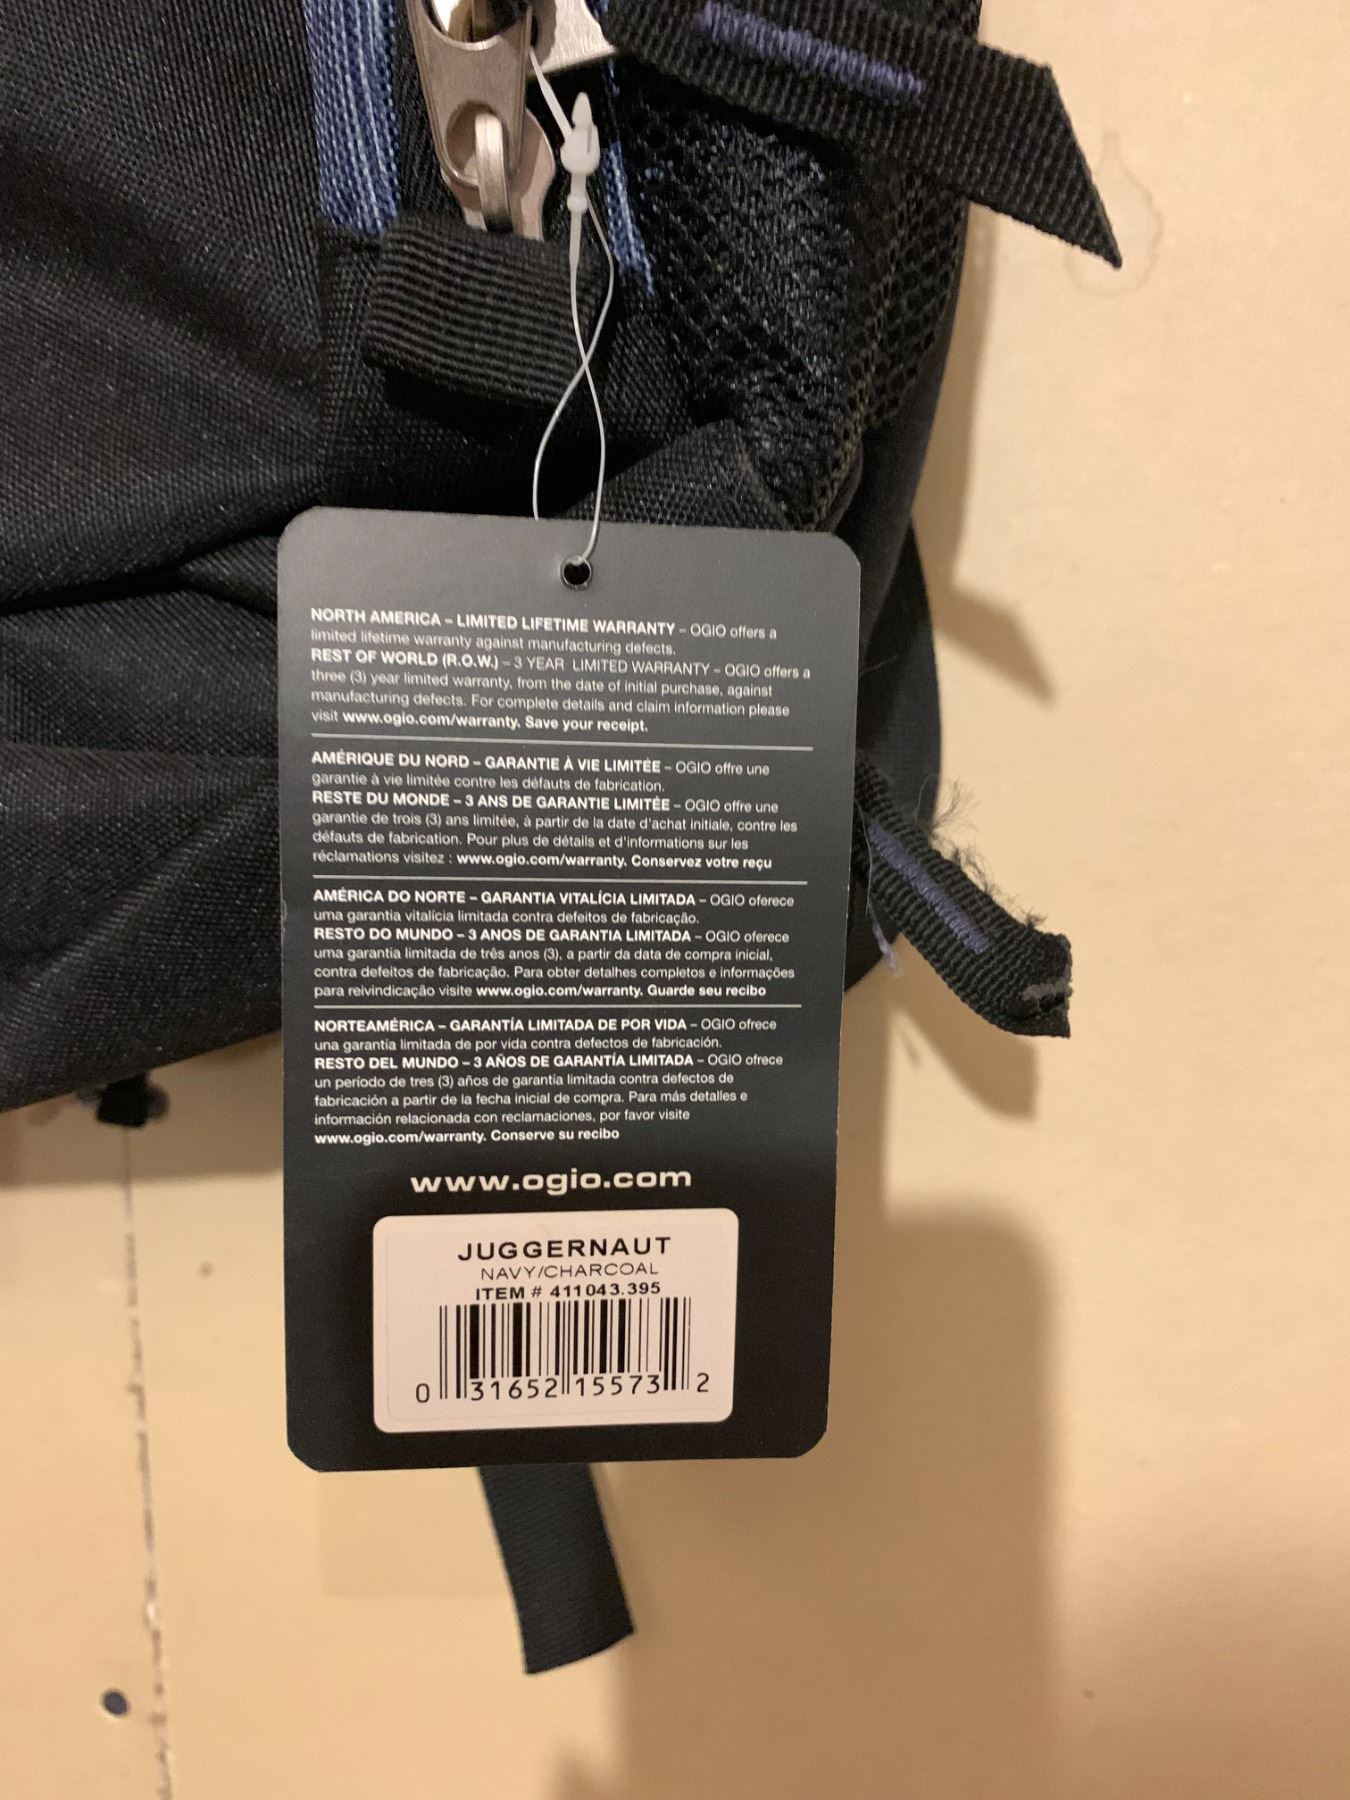 NORTH AMERICA – LIMITED LIFETIME WARRANTY – OGIO offers a
limited lifetime warranty against manufacturing defects.
REST OF WORLD (R.O.W.) – 3 YEAR LIMITED WARRANTY – OGIO offers a
three (3) year limited warranty, from the date of initial purchase, against
manufacturing defects. For complete details and claim information please
visit www.ogio.com/warranty. Save your receipt.
AMÉRIQUE DU NORD – GARANTIE À VIE LIMITÉE – OGIO offre une
garantie à vie limitée contre les défauts de fabrication.
RESTE DU MONDE – 3 ANS DE GARANTIE LIMITÉE – OGIO offre une
garantie de trois (3) ans limitée, à partir de la date d'achat initiale, contre les
défauts de fabrication. Pour plus de détails et d'informations sur les
réclamations visitez : www.ogio.com/warranty. Conservez votre reçu
AMÉRICA DO NORTE – GARANTIA VITALÍCIA LIMITADA – OGIO oferece
uma garantia vitalícia limitada contra defeitos de fabricação.
RESTO DO MUNDO – 3 ANOS DE GARANTIA LIMITADA – OGIO oferece
uma garantia limitada de três anos (3), a partir da data de compra inicial,
contra defeitos de fabricação. Para obter detalhes completos e informações
para reivindicação visite www.ogio.com/warranty. Guarde seu recibo
NORTEAMÉRICA – GARANTÍA LIMITADA DE POR VIDA – OGIO ofrece
una garantía limitada de por vida contra defectos de fabricación.
RESTO DEL MUNDO – 3 AÑOS DE GARANTÍA LIMITADA – OGIO ofrece
un período de tres (3) años de garantía limitada contra defectos de
fabricación a partir de la fecha inicial de compra. Para más detalles e
información relacionada con reclamaciones, por favor visite
www.ogio.com/warranty. Conserve su recibo
www.ogio.com
JUGGERNAUT
NAVY/CHARCOAL
ITEM # 411043.395
0 31652 15573 2